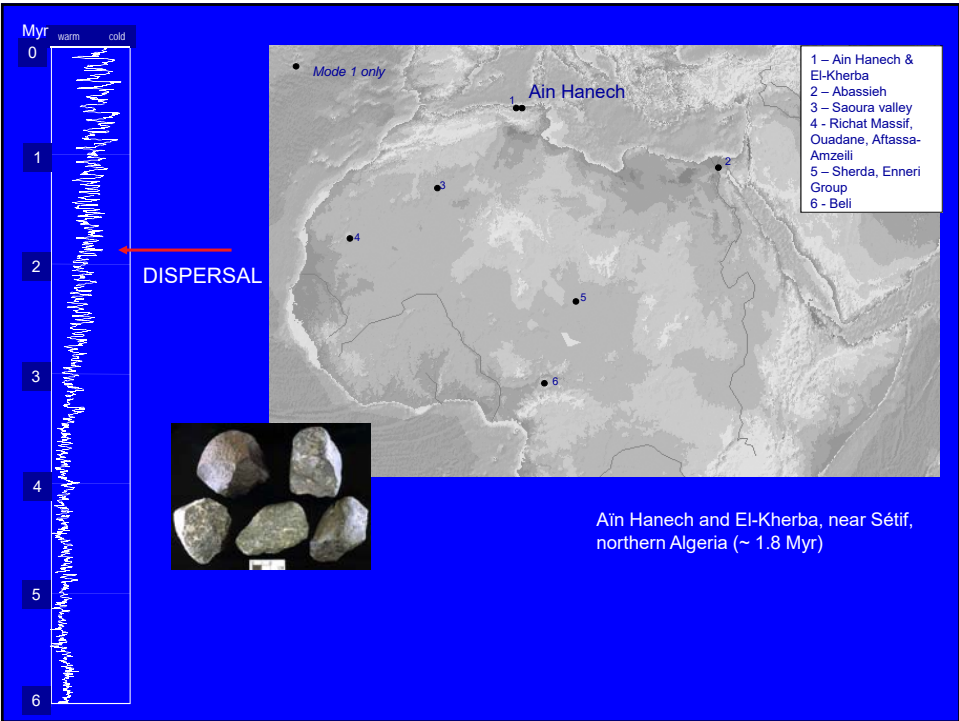 Myr
warm cold
0
1
2
3
4
5
6
DISPERSAL
Mode 1 only
Ain Hanech
1
2
3
4
5
6
1 – Ain Hanech &
El-Kherba
2 – Abassieh
3 – Saoura valley
4 - Richat Massif,
Ouadane, Aftassa-
Amzeili
5 – Sherda, Enneri
Group
6 - Beli
Aïn Hanech and El-Kherba, near Sétif,
northern Algeria (~ 1.8 Myr)